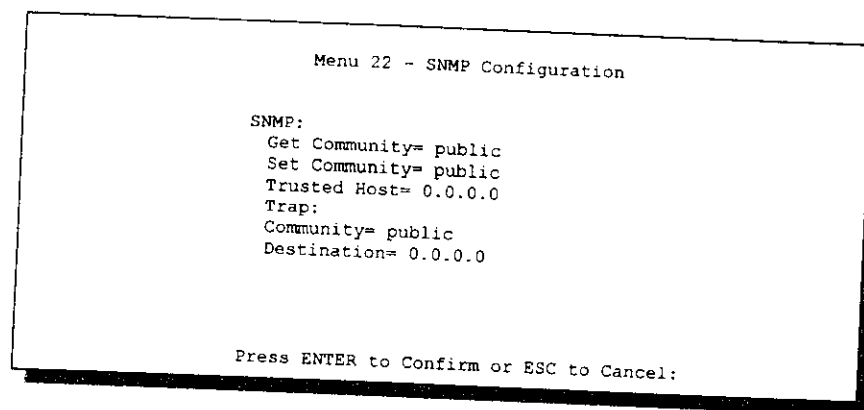 Menu 22 - SNMP Configuration
SNMP:
Get Community= public
Set Community= public
Trusted Host= 0.0.0.0
Trap:
Community= public
Destination= 0.0.0.0
Press ENTER to Confirm or ESC to Cancel: